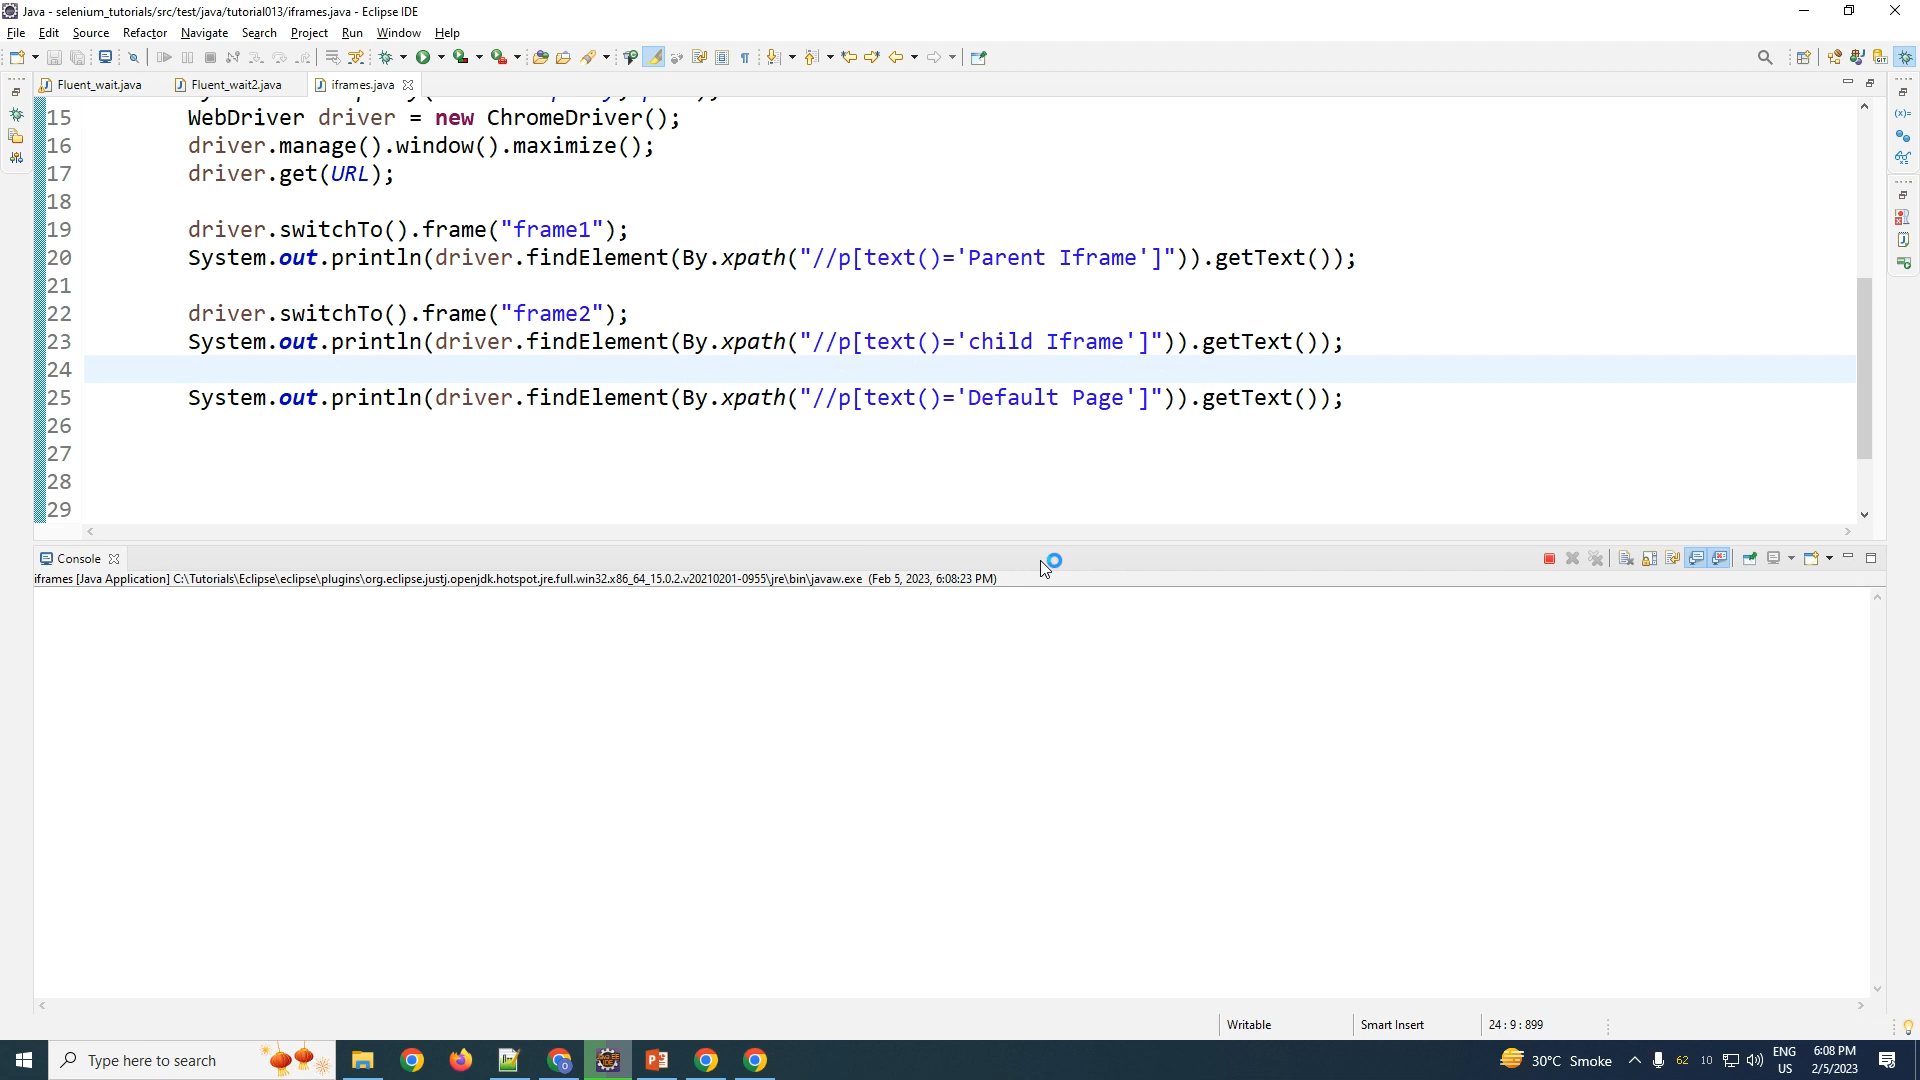 Java - selenium_tutorials/src/test/java/tutorial013/iframes.java - Eclipse IDE
File Edit Source Refactor Navigate Search Project Run Window Help
Fluent_wait.java Fluent_wait2.java iframes.java
15 WebDriver driver = new ChromeDriver();
16 driver.manage().window().maximize();
17 driver.get(URL);
18
19 driver.switchTo().frame("frame1");
20 System.out.println(driver.findElement(By.xpath("//p[text()='Parent Iframe']")).getText());
21
22 driver.switchTo().frame("frame2");
23 System.out.println(driver.findElement(By.xpath("//p[text()='child Iframe']")).getText());
24
25 System.out.println(driver.findElement(By.xpath("//p[text()='Default Page']")).getText());
26
27
28
29
Console
iframes [Java Application] C:\Tutorials\Eclipse\eclipse\plugins\org.eclipse.justj.openjdk.hotspot.jre.full.win32.x86_64_15.0.2.v20210201-0955\jre\bin\javaw.exe (Feb 5, 2023, 6:08:23 PM)
Writable Smart Insert 24 : 9 : 899
Type here to search 30°C Smoke 62 10 ENG 6:08 PM
US 2/5/2023